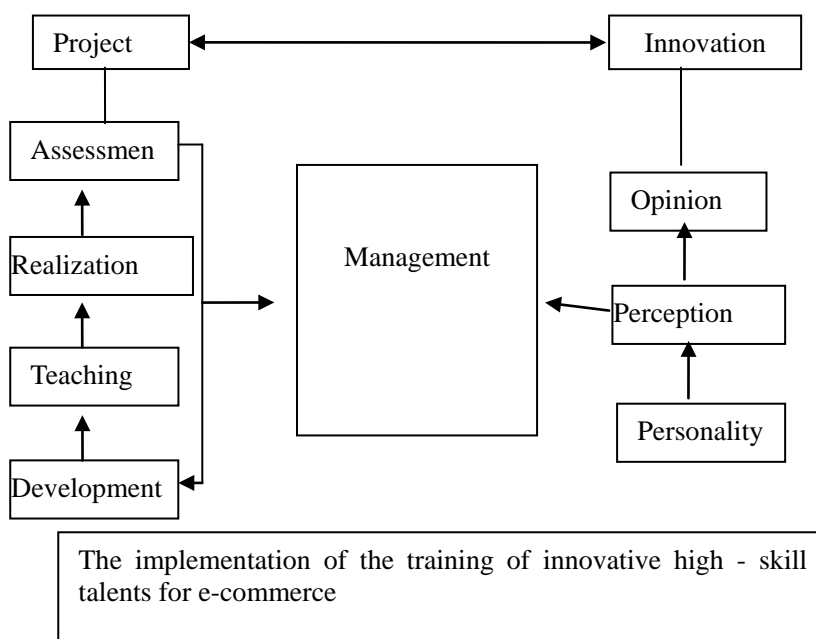 Project
Innovation
Assessmen
Opinion
Realization
Management
Perception
Teaching
Personality
Development
The implementation of the training of innovative high - skill
talents for e-commerce